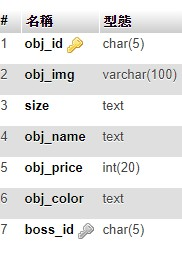 # 名稱 型態
1 obj_id char(5)
2 obj_img varchar(100)
3 size text
4 obj_name text
5 obj_price int(20)
6 obj_color text
7 boss_id char(5)